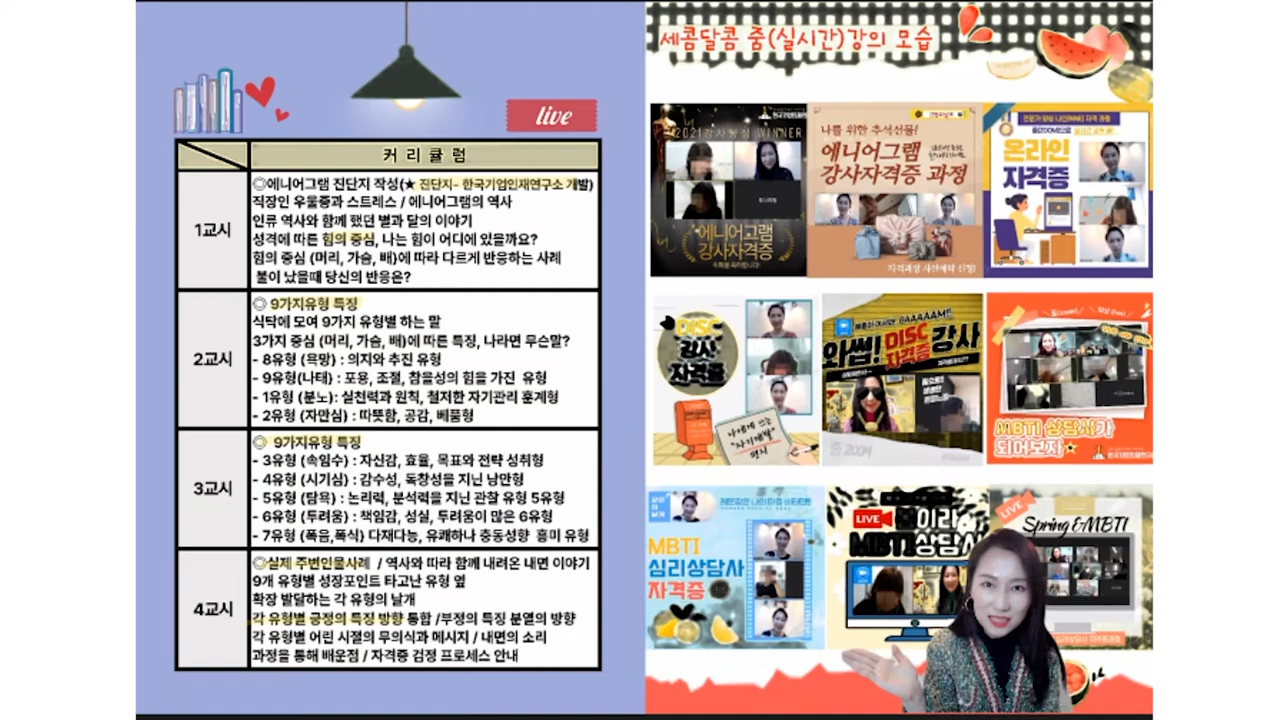 live
커리큘럼
1교시
◎에니어그램 진단지 작성(★ 진단지- 한국기업인재연구소 개발)
직장인 우울증과 스트레스 / 에니어그램의 역사
인류 역사와 함께 했던 별과 달의 이야기
성격에 따른 힘의 중심, 나는 힘이 어디에 있을까요?
힘의 중심 (머리, 가슴, 배)에 따라 다르게 반응하는 사례
불이 났을때 당신의 반응은?
2교시
◎ 9가지유형 특징
식탁에 모여 9가지 유형별 하는 말
3가지 중심 (머리, 가슴, 배)에 따른 특징, 나라면 무슨말?
- 8유형 (욕망) : 의지와 추진 유형
- 9유형(나태) : 포용, 조절, 참을성의 힘을 가진 유형
- 1유형 (분노): 실천력과 원칙, 철저한 자기관리 훈계형
- 2유형 (자만심) : 따뜻함, 공감, 베풂형
3교시
◎ 9가지유형 특징
- 3유형 (속임수) : 자신감, 효율, 목표와 전략 성취형
- 4유형 (시기심) : 감수성, 독창성을 지닌 낭만형
- 5유형 (탐욕) : 논리력, 분석력을 지닌 관찰 유형 5유형
- 6유형 (두려움) : 책임감, 성실, 두려움이 많은 6유형
- 7유형 (폭음,폭식) 다재다능, 유쾌하나 충동성향 흥미 유형
4교시
◎실제 주변인물사례 / 역사와 따라 함께 내려온 내면 이야기
9개 유형별 성장포인트 타고난 유형 옆
확장 발달하는 각 유형의 날개
각 유형별 긍정의 특징 방향 통합 /부정의 특징 분열의 방향
각 유형별 어린 시절의 무의식과 메시지 / 내면의 소리
과정을 통해 배운점 / 자격증 검정 프로세스 안내
세콤달콤 줌(실시간)강의 모습
2021강사양성 WINNER
에니어그램
강사자격증
나를 위한 추석선물!
에니어그램
강사자격증 과정
자격과정 사전예약 신청!
온라인
자격증
DISC
강사
자격증
나에게 쓰는
"자기계발"
편지
와썹! DISC 강사
자격증
줌 ZOOM
MBTI 상담사가
되어보자
MBTI
심리상담사
자격증
LIVE
MBTI상담사
LIVE
Spring &MBTI